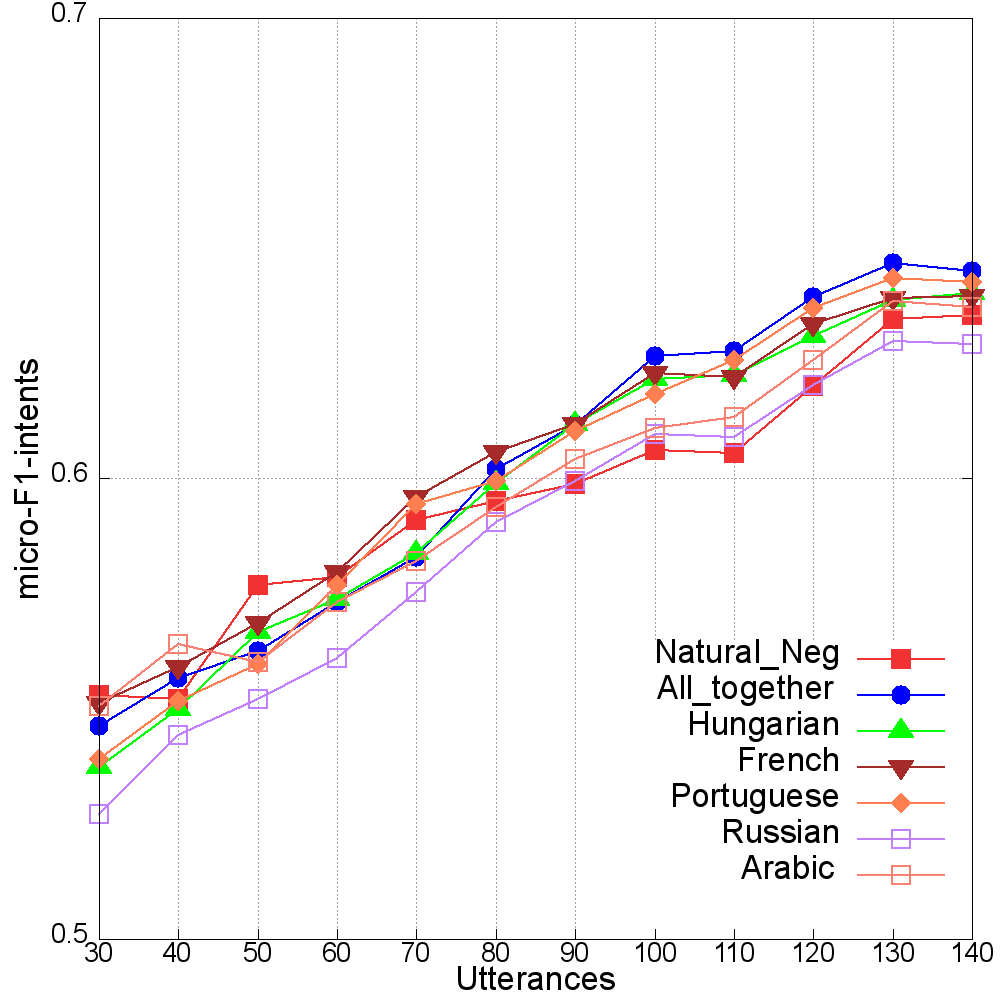 0.7
0.6
0.5
micro-F1-intents
30 40 50 60 70 80 90 100 110 120 130 140
Utterances
Natural_Neg
All_together
Hungarian
French
Portuguese
Russian
Arabic